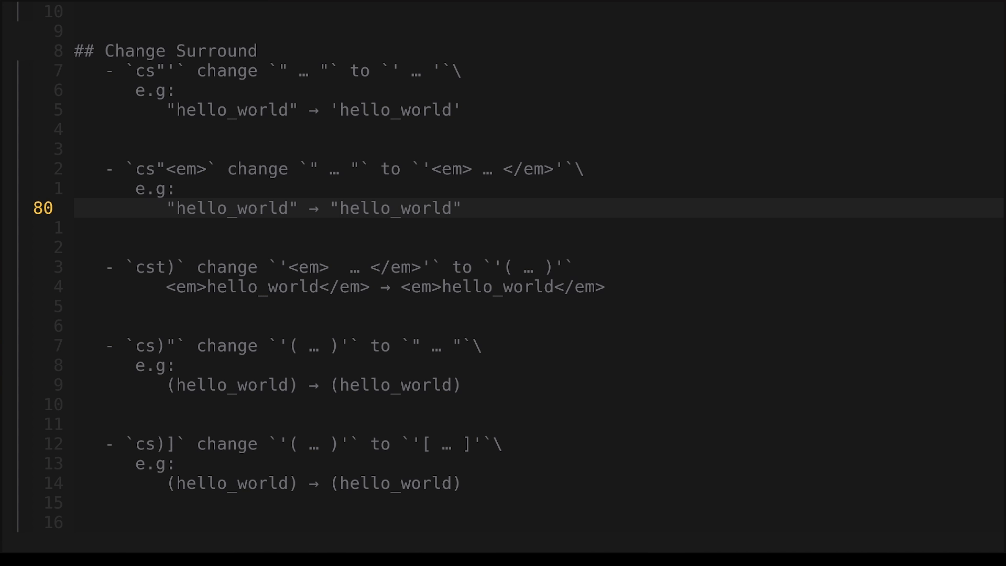 10
9
8 ## Change Surround
7 - `cs"'` change `" … "` to `' … '`\
6 e.g:
5 "hello_world" → 'hello_world'
4
3
2 - `cs"<em>` change `" … "` to `'<em> … </em>'`\
1 e.g:
80 "hello_world" → "hello_world"
1
2
3 - `cst)` change `'<em>  … </em>'` to `'( … )'`
4 <em>hello_world</em> → <em>hello_world</em>
5
6
7 - `cs)"` change `'( … )'` to `" … "`\
8 e.g:
9 (hello_world) → (hello_world)
10
11
12 - `cs)]` change `'( … )'` to `'[ … ]'`\
13 e.g:
14 (hello_world) → (hello_world)
15
16